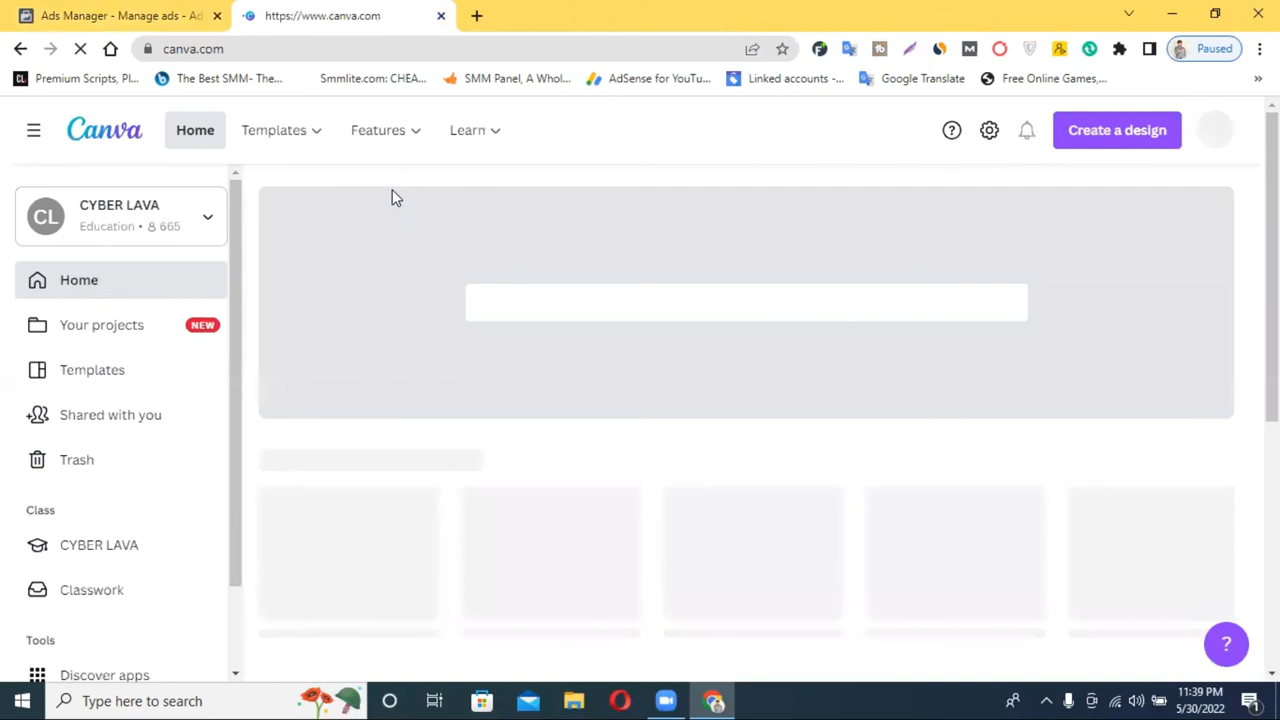 Ads Manager - Manage ads - Ad
https://www.canva.com
canva.com
Paused
CL
Premium Scripts, Pl...
The Best SMM- The...
Smmlite.com: CHEA...
SMM Panel, A Whol...
AdSense for YouTu...
Linked accounts -...
Google Translate
Free Online Games,...
»
Canva
Home
Templates
Features
Learn
Create a design
CL
CYBER LAVA
Education • 665
Home
Your projects
NEW
Templates
Shared with you
Trash
Class
CYBER LAVA
Classwork
Tools
Discover apps
?
Type here to search
11:39 PM
5/30/2022
1